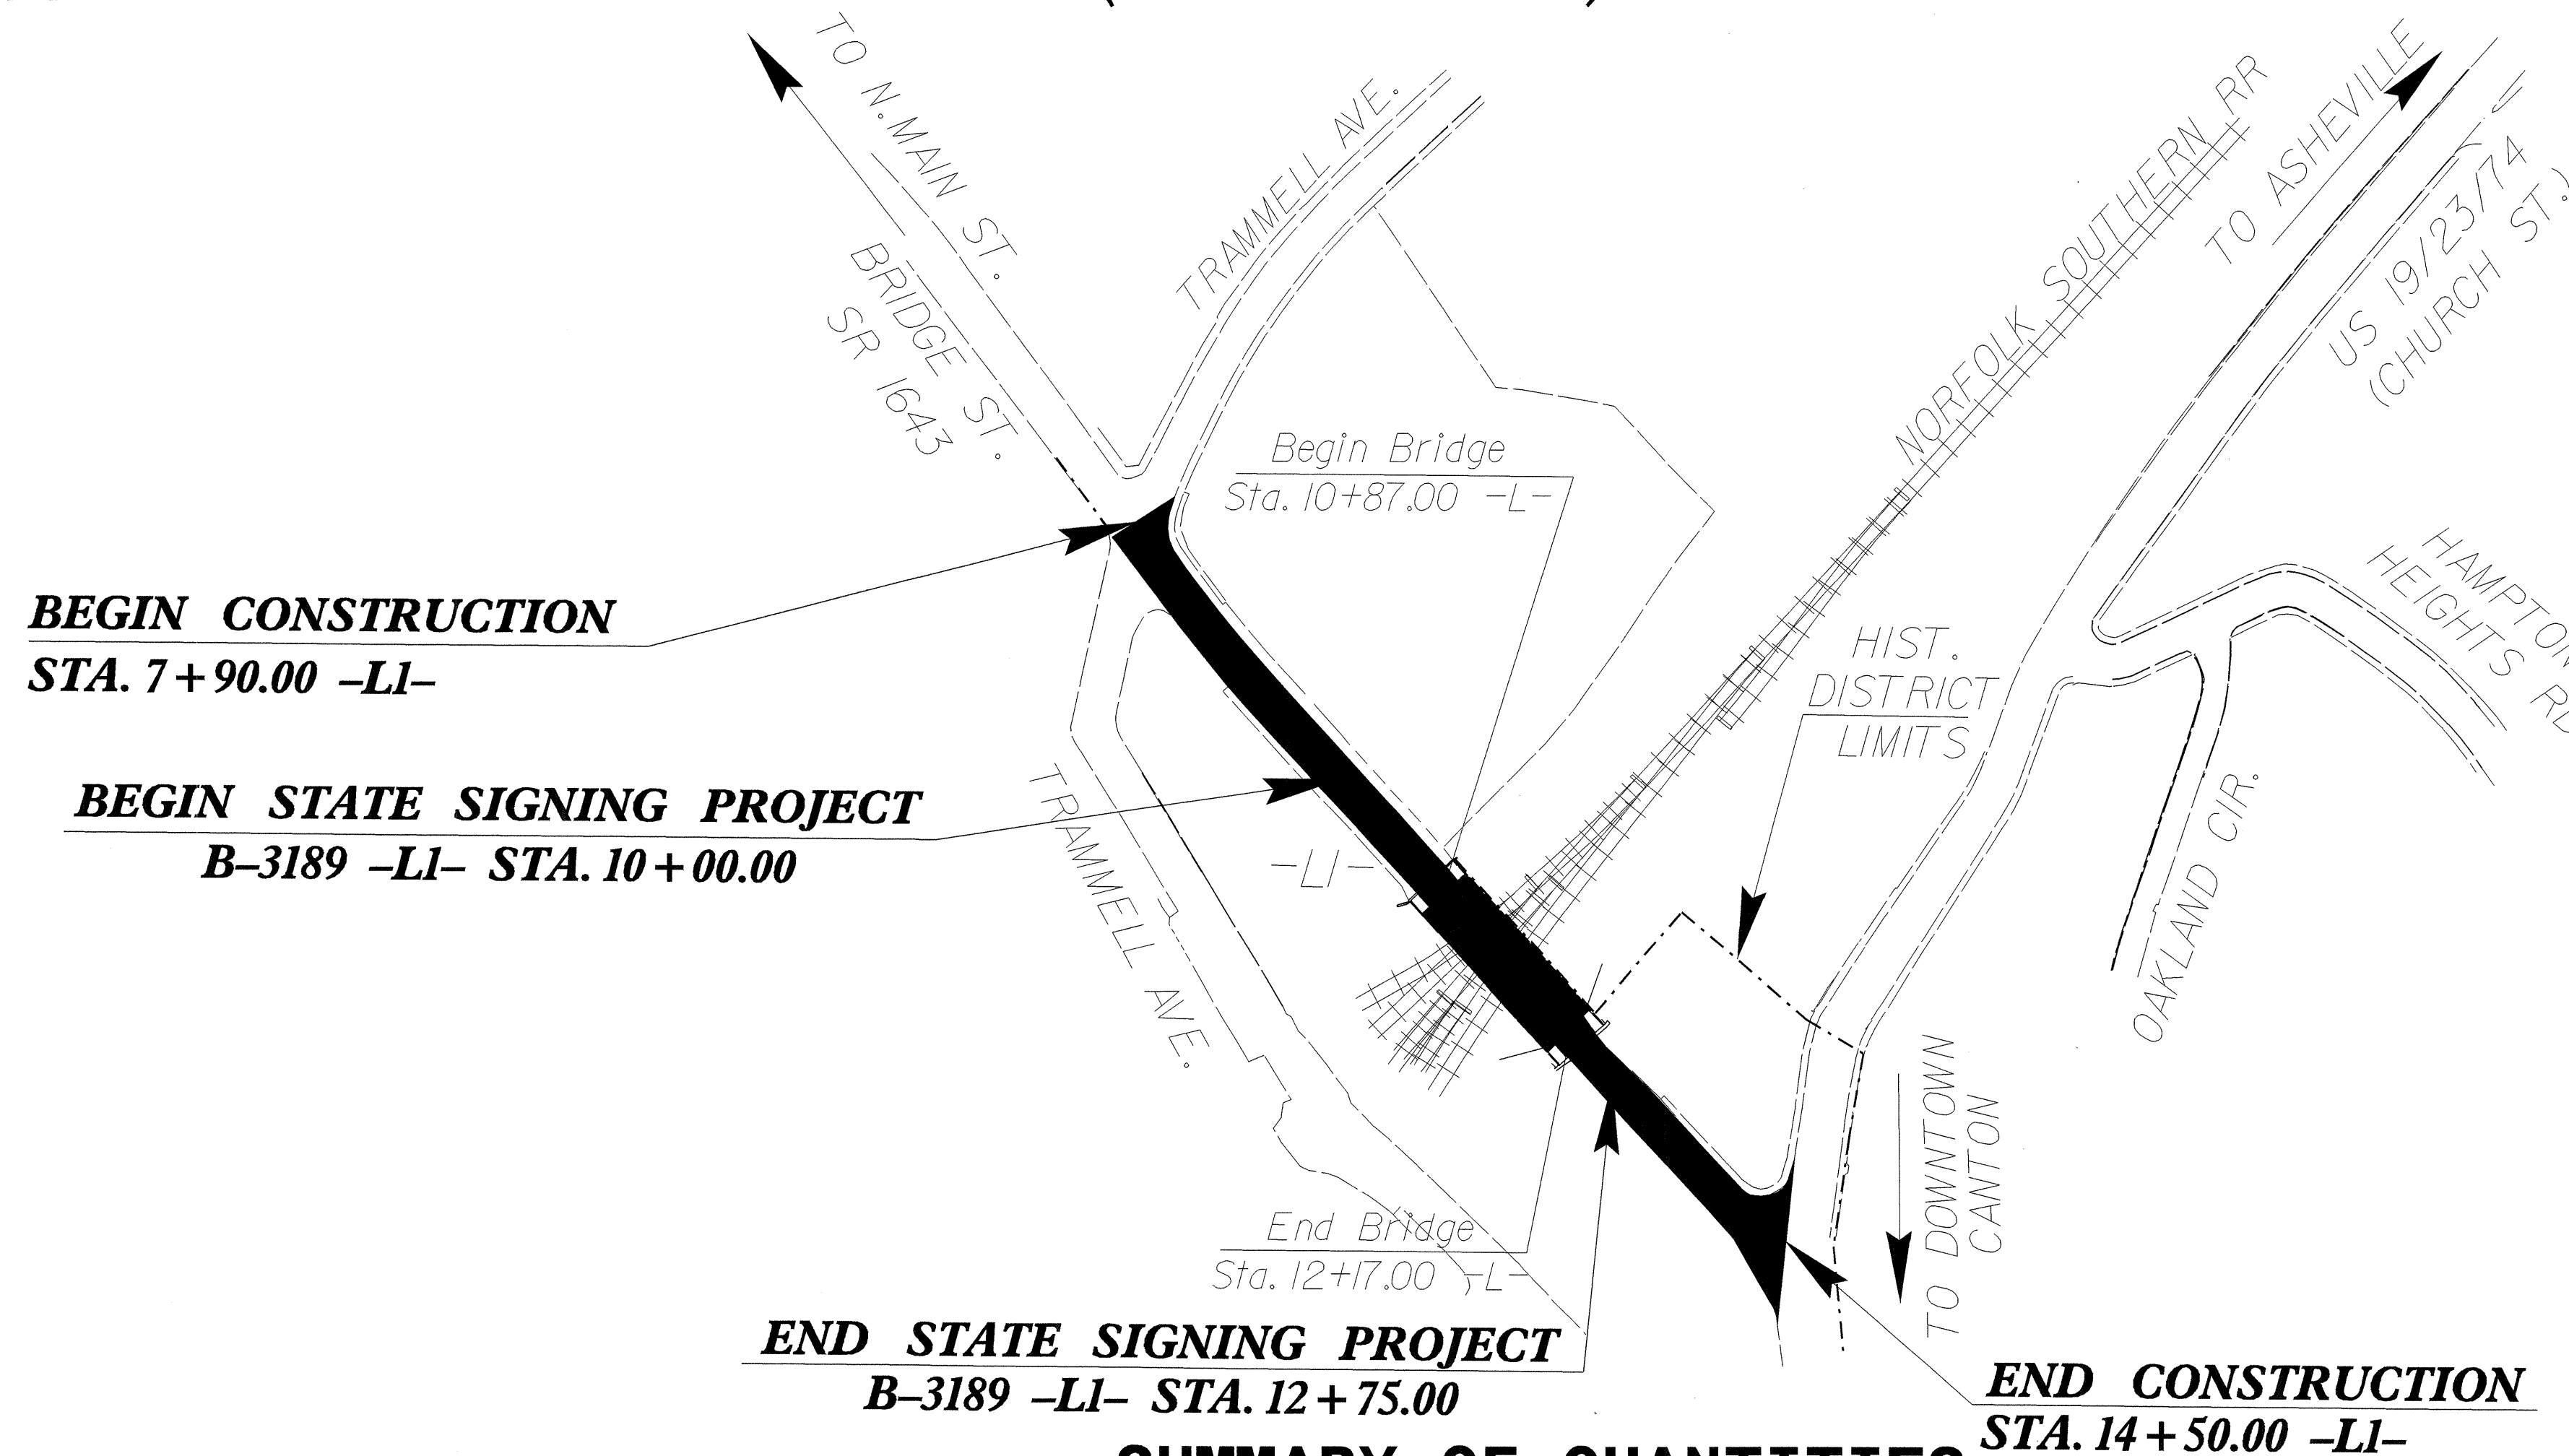 TO N. MAIN ST.
BRIDGE ST.
SR 1643
TRAMMELL AVE.
NORFOLK SOUTHERN RR
TO ASHEVILLE
US 19/23/74
(CHURCH ST.)
Begin Bridge
Sta. 10+87.00 -L-
HAMPTON
HEIGHTS RD
BEGIN CONSTRUCTION
STA. 7+90.00 -L1-
HIST.
DISTRICT
LIMITS
BEGIN STATE SIGNING PROJECT
B-3189 -L1- STA. 10+00.00
-L1-
TRAMMELL AVE.
OAKLAND CIR.
TO DOWNTOWN
CANTON
End Bridge
Sta. 12+17.00 -L-
END STATE SIGNING PROJECT
B-3189 -L1- STA. 12+75.00
END CONSTRUCTION
STA. 14+50.00 -L1-
SUMMARY OF QUANTITIES